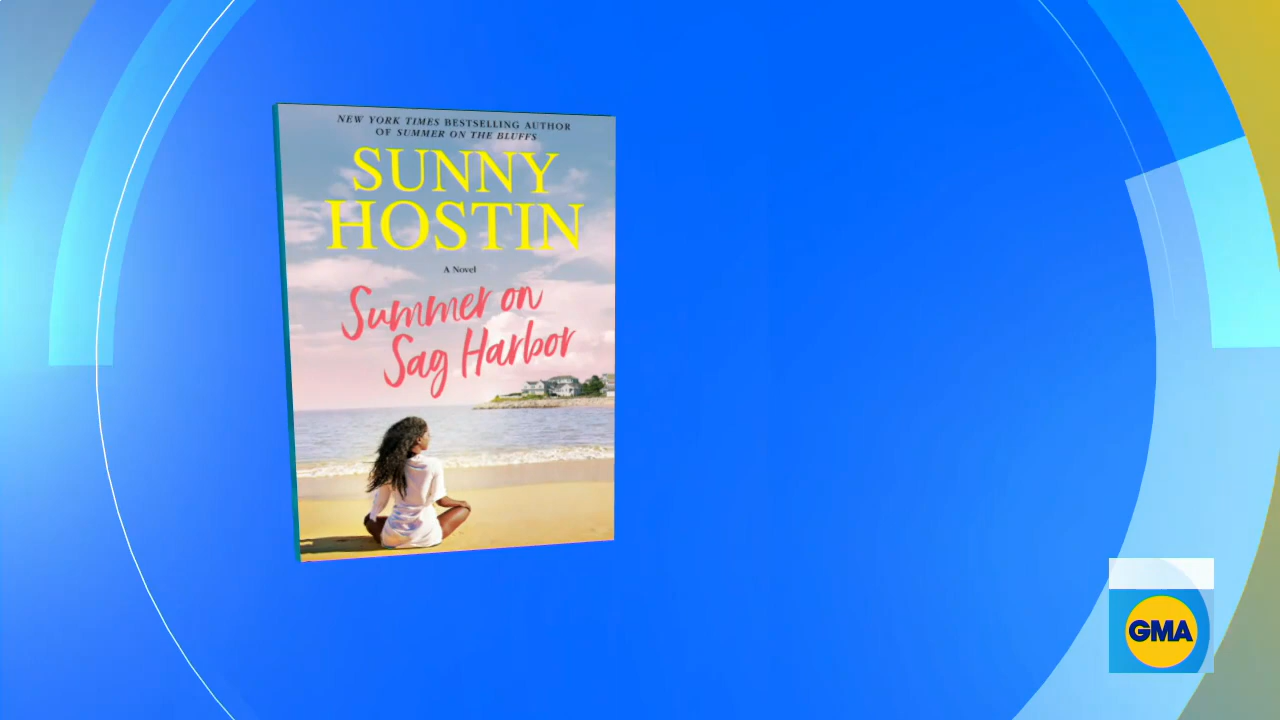 NEW YORK TIMES BESTSELLING AUTHOR
OF SUMMER ON THE BLUFFS
SUNNY
HOSTIN
A Novel
Summer on
Sag Harbor
GMA